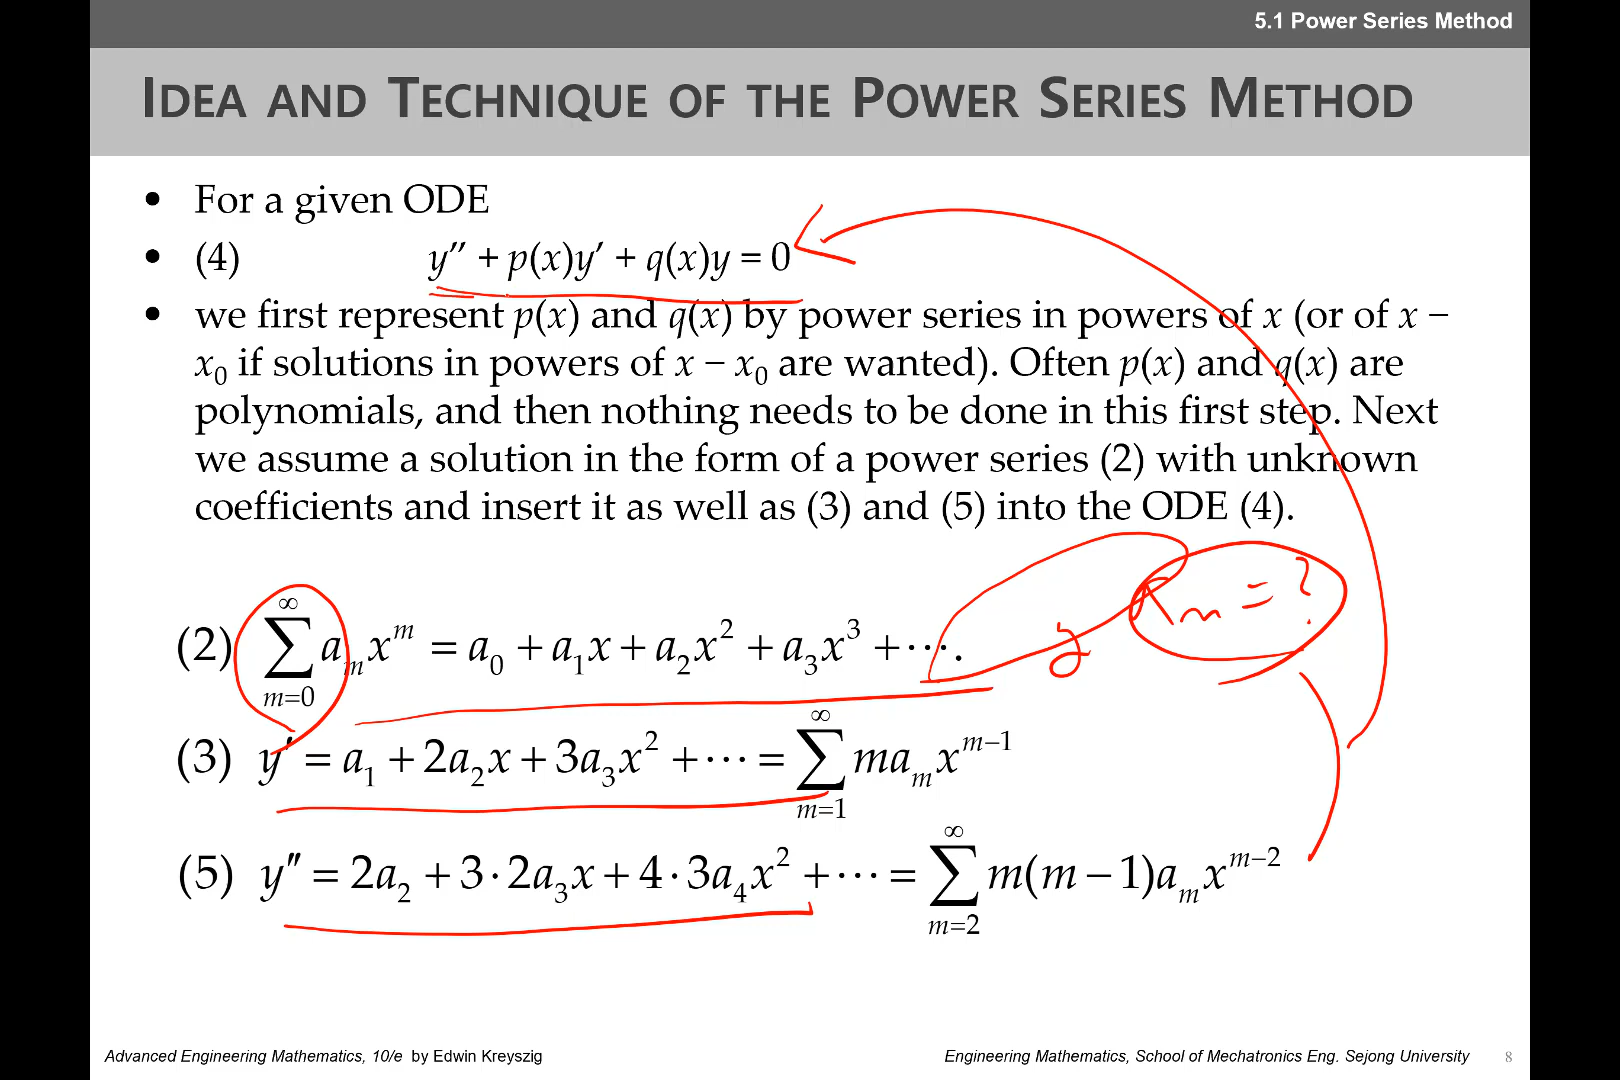 5.1 Power Series Method
IDEA AND TECHNIQUE OF THE POWER SERIES METHOD
• For a given ODE
• (4) y″ + p(x)y′ + q(x)y = 0
• we first represent p(x) and q(x) by power series in powers of x (or of x −
x₀ if solutions in powers of x − x₀ are wanted). Often p(x) and q(x) are
polynomials, and then nothing needs to be done in this first step. Next
we assume a solution in the form of a power series (2) with unknown
coefficients and insert it as well as (3) and (5) into the ODE (4).
= ?
(2) ∑_{m=0}^{∞} a_m x^m = a₀ + a₁x + a₂x² + a₃x³ + ⋯.
(3) y′ = a₁ + 2a₂x + 3a₃x² + ⋯ = ∑_{m=1}^{∞} ma_m x^{m−1}
(5) y″ = 2a₂ + 3·2a₃x + 4·3a₄x² + ⋯ = ∑_{m=2}^{∞} m(m−1)a_m x^{m−2}
Advanced Engineering Mathematics, 10/e by Edwin Kreyszig
Engineering Mathematics, School of Mechatronics Eng. Sejong University 8